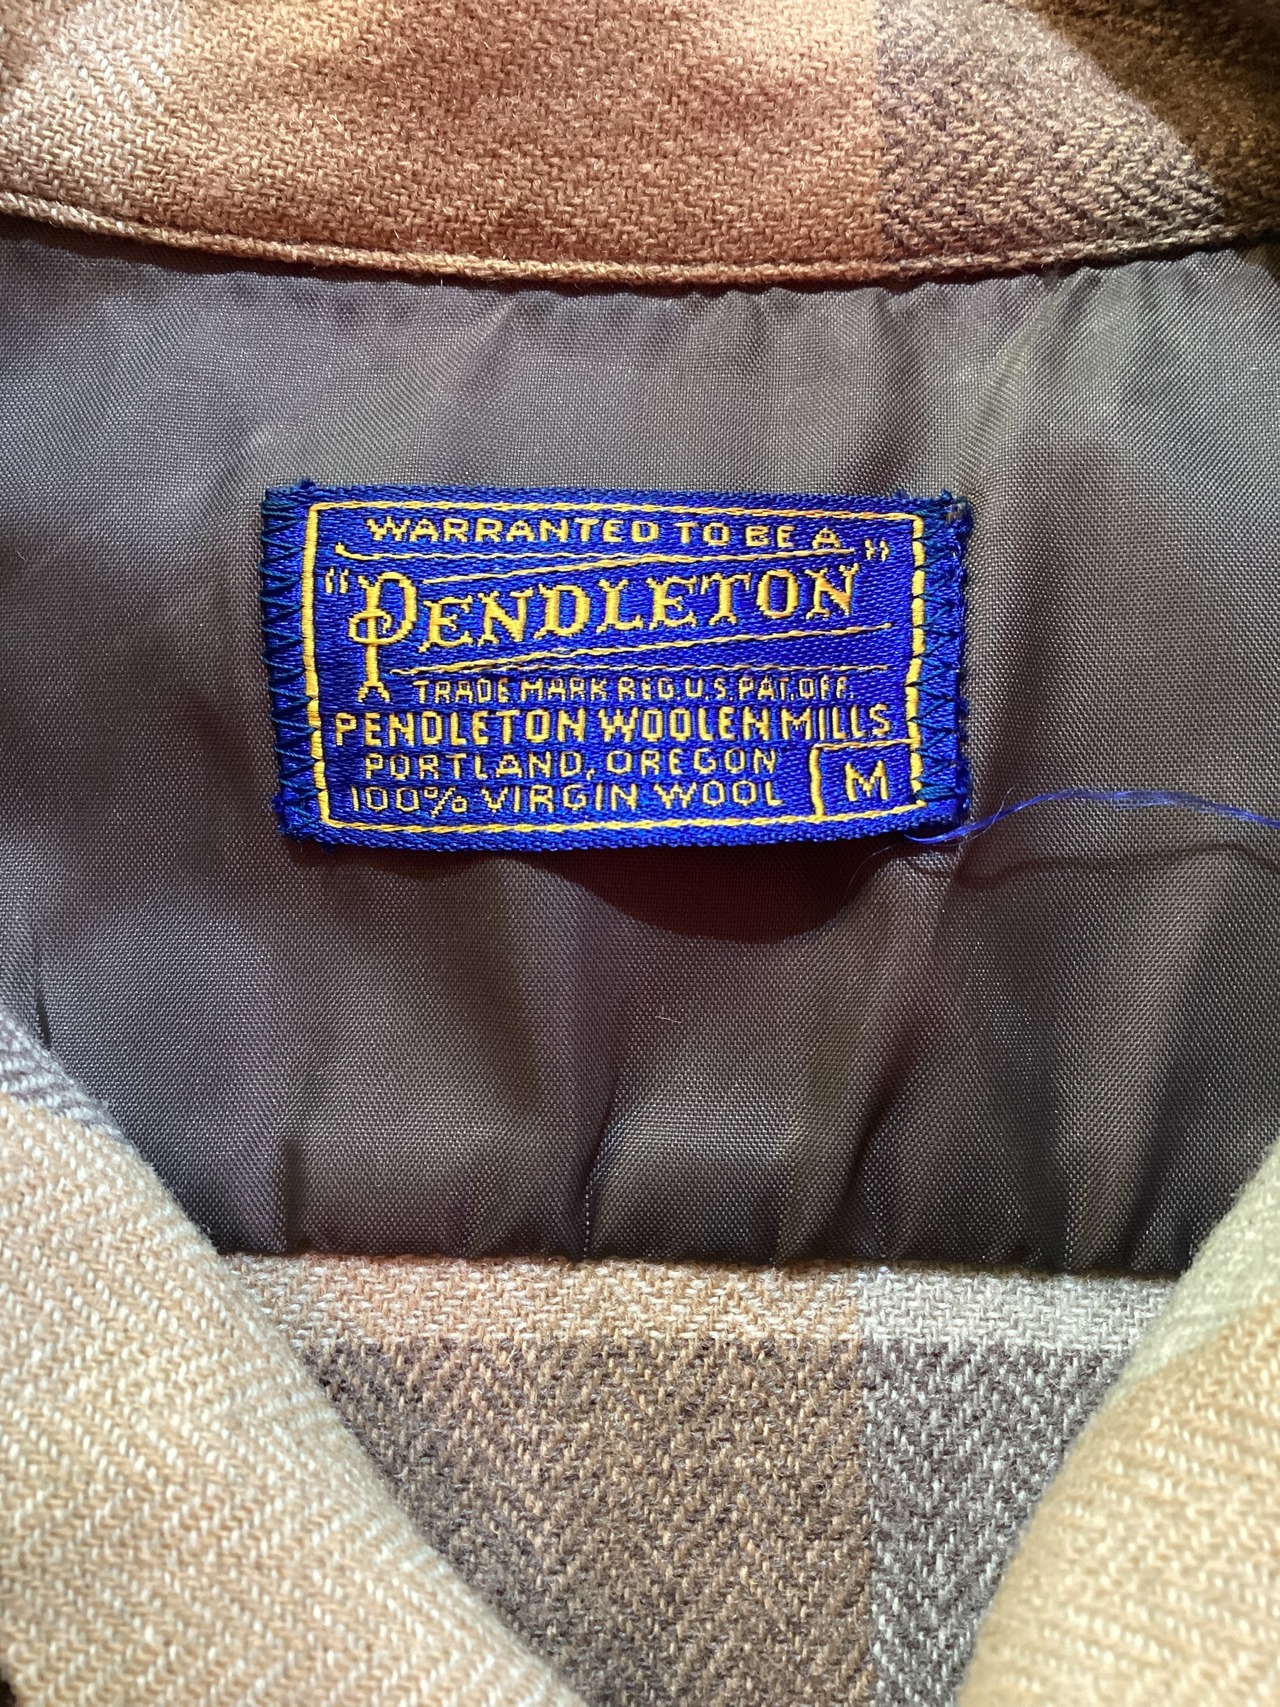 WARRANTED TO BE A
"PENDLETON"
TRADE MARK REG.U.S.PAT.OFF.
PENDLETON WOOLEN MILLS
PORTLAND, OREGON
100% VIRGIN WOOL M